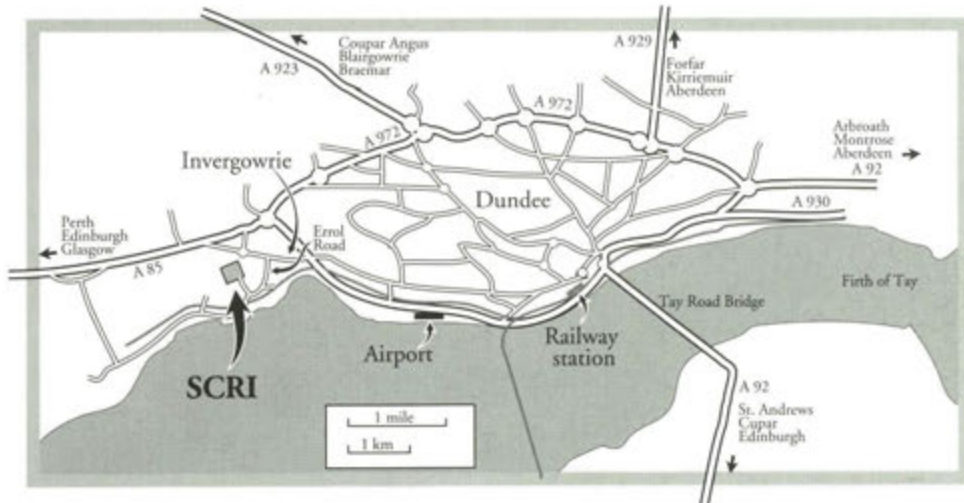 Coupar Angus
Blairgowrie
Braemar
A 923
A 929
Forfar
Kirriemuir
Aberdeen
A 972
A 972
Arbroath
Montrose
Aberdeen
A 92
Invergowrie
Dundee
A 930
Perth
Edinburgh
Glasgow
Errol
Road
A 85
Firth of Tay
Tay Road Bridge
Airport
Railway
station
SCRI
1 mile
1 km
A 92
St. Andrews
Cupar
Edinburgh